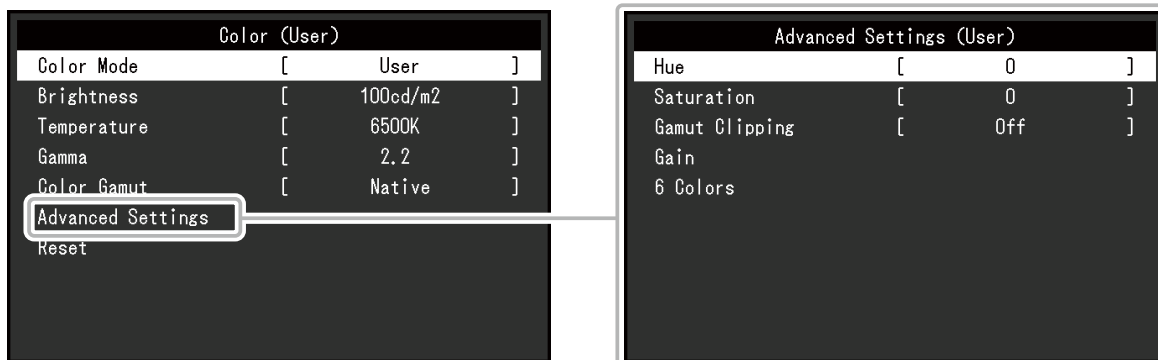 Color (User)
Color Mode [ User ]
Brightness [ 100cd/m2 ]
Temperature [ 6500K ]
Gamma [ 2.2 ]
Color Gamut [ Native ]
Advanced Settings
Reset
Advanced Settings (User)
Hue [ 0 ]
Saturation [ 0 ]
Gamut Clipping [ Off ]
Gain
6 Colors